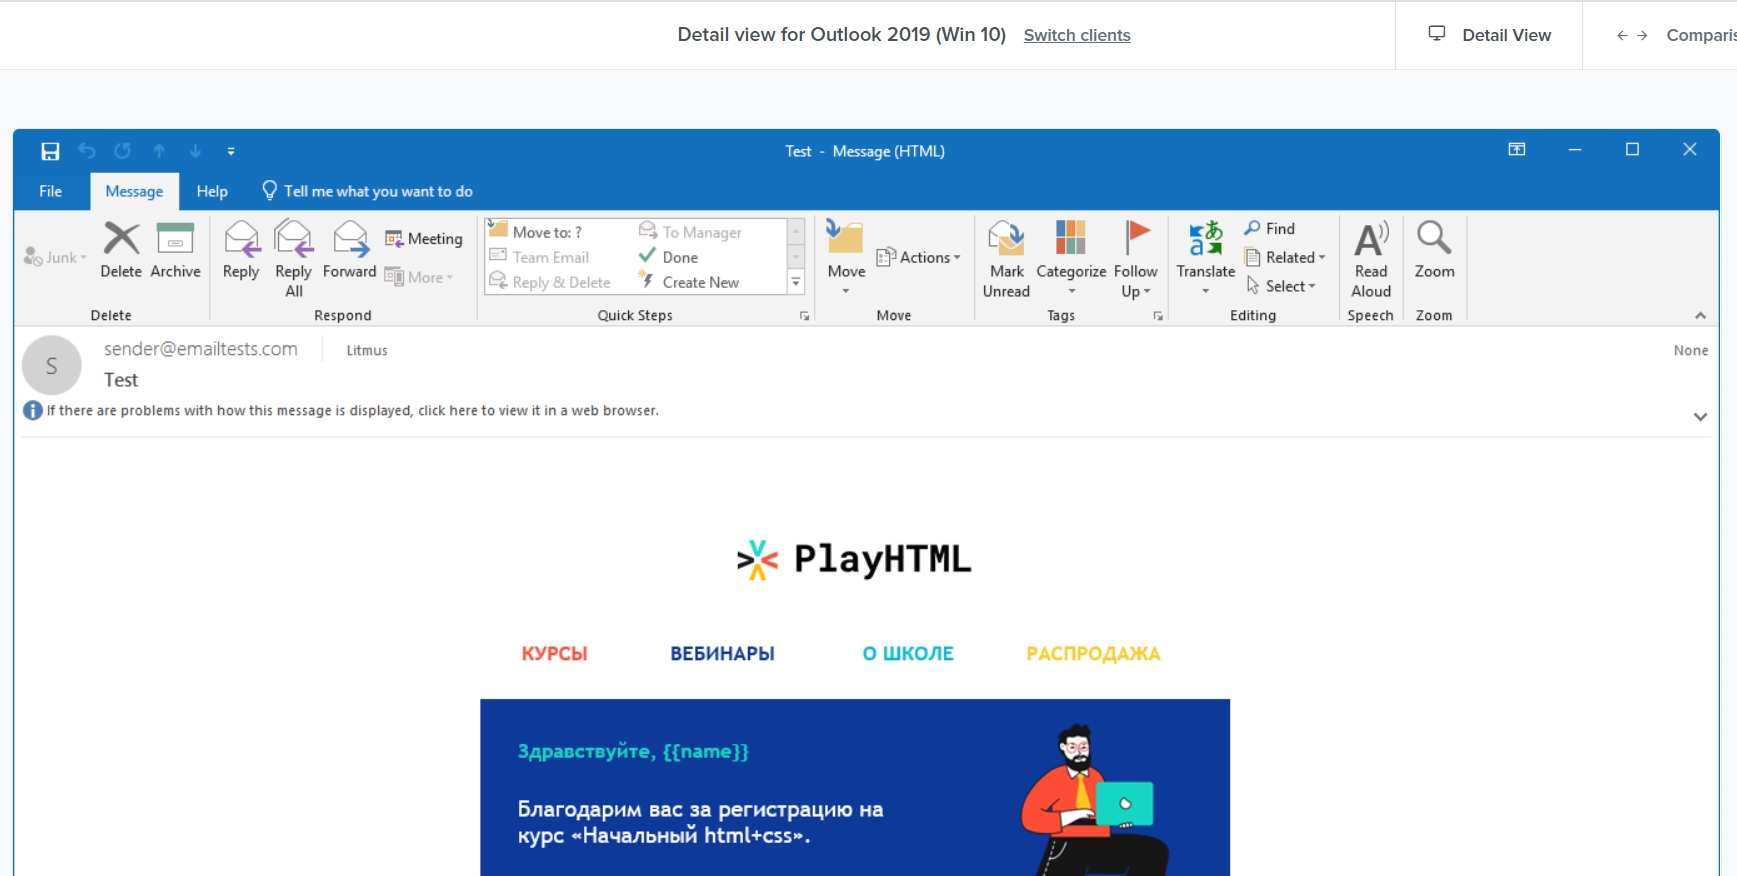 Detail view for Outlook 2019 (Win 10) Switch clients
Detail View
Comparis
Test - Message (HTML)
File Message Help Tell me what you want to do
Junk
Delete
Archive
Delete
Reply
Reply All
Forward
Meeting
More
Respond
Move to: ?
Team Email
Reply & Delete
To Manager
Done
Create New
Quick Steps
Move
Actions
Move
Mark Unread
Categorize
Follow Up
Tags
Translate
Find
Related
Select
Editing
Read Aloud
Speech
Zoom
Zoom
S
sender@emailtests.com Litmus None
Test
If there are problems with how this message is displayed, click here to view it in a web browser.
PlayHTML
КУРСЫ ВЕБИНАРЫ О ШКОЛЕ РАСПРОДАЖА
Здравствуйте, {{name}}
Благодарим вас за регистрацию на
курс «Начальный html+css».